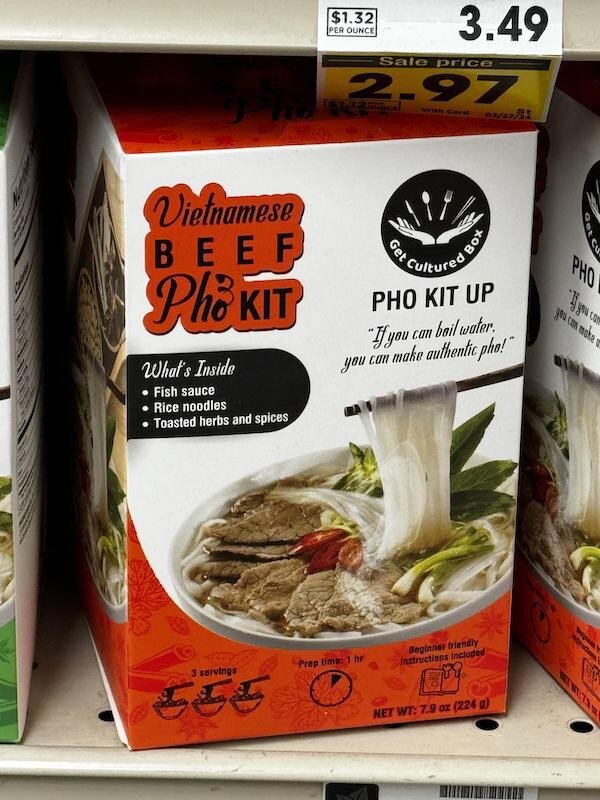 $1.32
PER OUNCE
3.49
Sale price
2.97
With Card
02/27/24
Vietnamese
BEEF
Phở KIT
Get Cultured Box
PHO KIT UP
"If you can boil water,
you can make authentic pho!"
What's Inside
• Fish sauce
• Rice noodles
• Toasted herbs and spices
3 servings
Prep time: 1 hr
Beginner friendly
instructions included
NET WT: 7.9 oz (224 g)